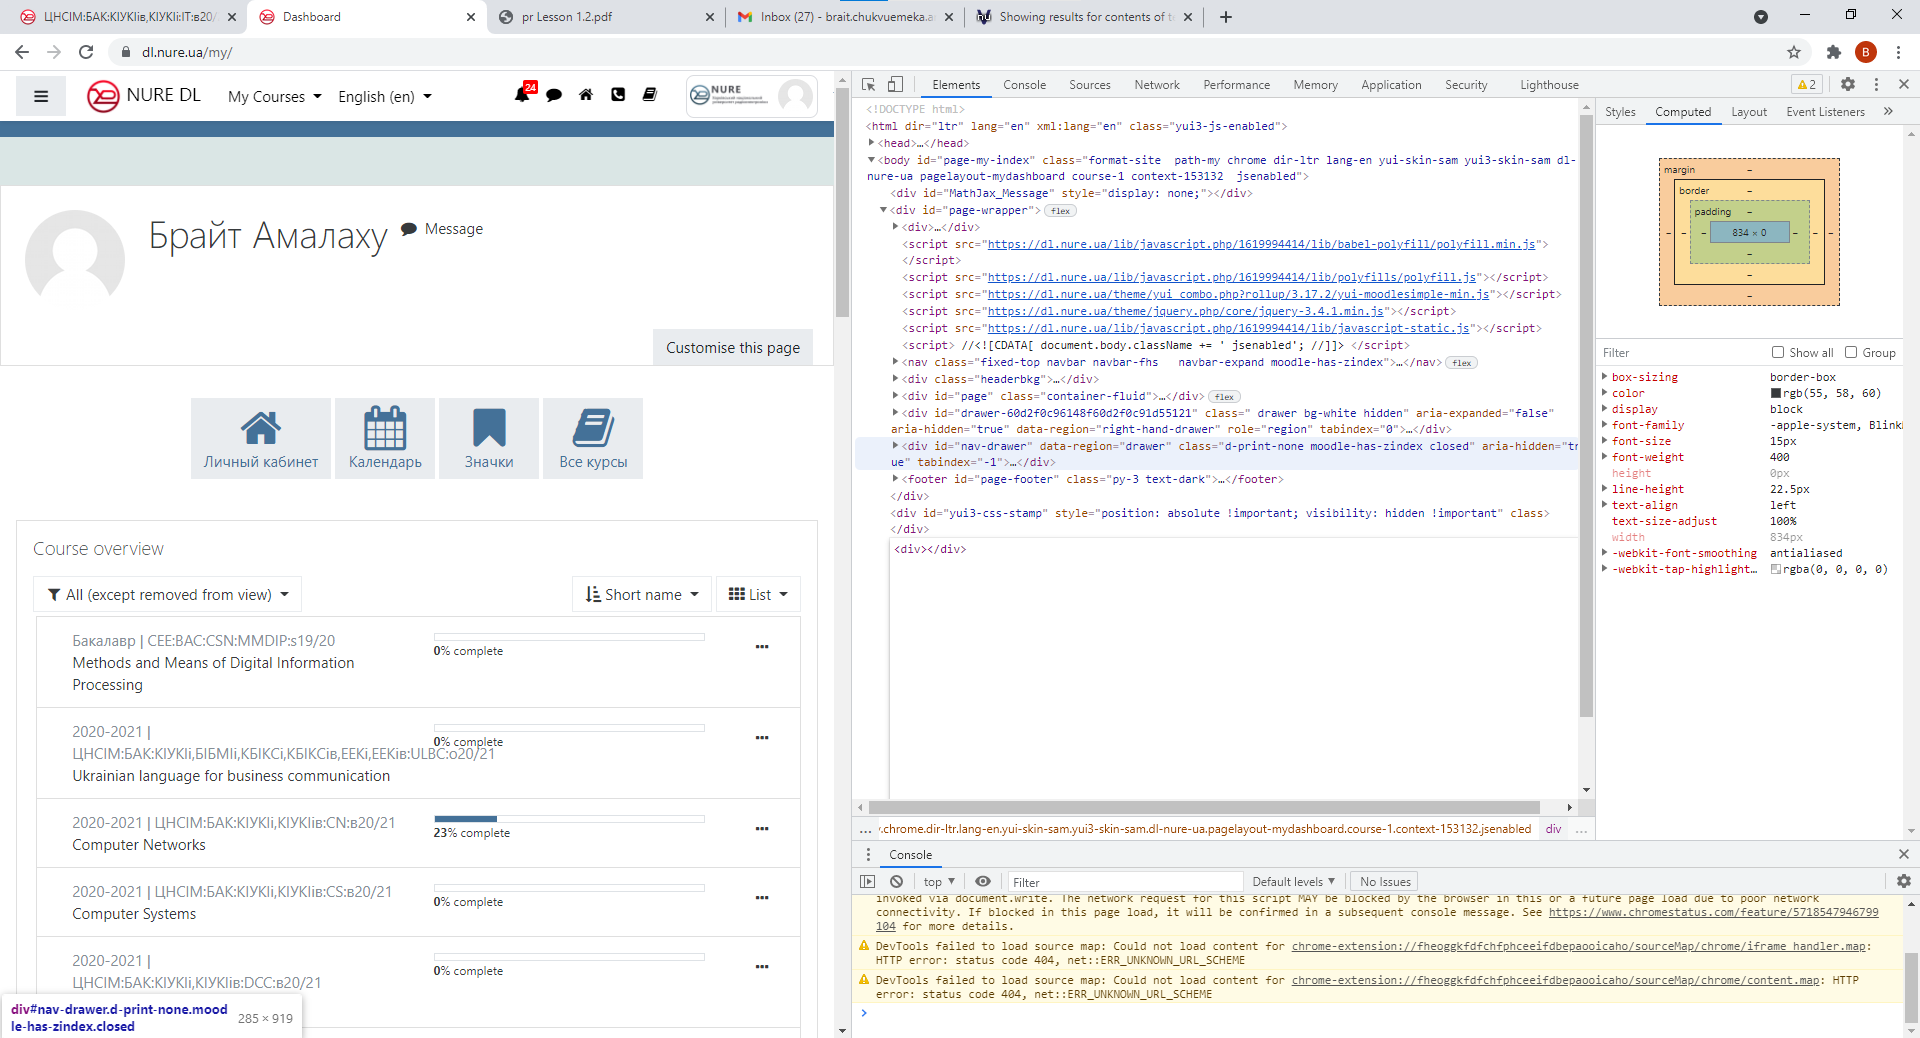 ЦНСІМ:БАК:КІУКІів,КІУКІі:ІТ:в20/
Dashboard
pr Lesson 1.2.pdf
Inbox (27) - brait.chukvuemeka.a
Showing results for contents of t
dl.nure.ua/my/
B
NURE DL
My Courses
English (en)
24
NURE
Elements
Console
Sources
Network
Performance
Memory
Application
Security
Lighthouse
2
Брайт Амалаху
Message
Customise this page
Личный кабинет
Календарь
Значки
Все курсы
Course overview
All (except removed from view)
Short name
List
Бакалавр | CEE:BAC:CSN:MMDIP:s19/20
Methods and Means of Digital Information
Processing
0% complete
2020-2021 |
ЦНСІМ:БАК:КІУКІі,БІБМІі,КБІКСі,КБІКСів,ЕЕКі,ЕЕКів:ULBC:о20/21
Ukrainian language for business communication
0% complete
2020-2021 | ЦНСІМ:БАК:КІУКІі,КІУКІів:CN:в20/21
Computer Networks
23% complete
2020-2021 | ЦНСІМ:БАК:КІУКІі,КІУКІів:CS:в20/21
Computer Systems
0% complete
2020-2021 |
ЦНСІМ:БАК:КІУКІі,КІУКІів:DCC:в20/21
0% complete
div#nav-drawer.d-print-none.mood
le-has-zindex.closed
285 × 919
<!DOCTYPE html>
<html dir="ltr" lang="en" xml:lang="en" class="yui3-js-enabled">
<head>…</head>
<body id="page-my-index" class="format-site  path-my chrome dir-ltr lang-en yui-skin-sam yui3-skin-sam dl-
nure-ua pagelayout-mydashboard course-1 context-153132  jsenabled">
<div id="MathJax_Message" style="display: none;"></div>
<div id="page-wrapper"> flex
<div>…</div>
<script src="https://dl.nure.ua/lib/javascript.php/1619994414/lib/babel-polyfill/polyfill.min.js">
</script>
<script src="https://dl.nure.ua/lib/javascript.php/1619994414/lib/polyfills/polyfill.js"></script>
<script src="https://dl.nure.ua/theme/yui_combo.php?rollup/3.17.2/yui-moodlesimple-min.js"></script>
<script src="https://dl.nure.ua/theme/jquery.php/core/jquery-3.4.1.min.js"></script>
<script src="https://dl.nure.ua/lib/javascript.php/1619994414/lib/javascript-static.js"></script>
<script> //<![CDATA[ document.body.className += ' jsenabled'; //]]> </script>
<nav class="fixed-top navbar navbar-fhs   navbar-expand moodle-has-zindex">…</nav> flex
<div class="headerbkg">…</div>
<div id="page" class="container-fluid">…</div> flex
<div id="drawer-60d2f0c96148f60d2f0c91d55121" class=" drawer bg-white hidden" aria-expanded="false"
aria-hidden="true" data-region="right-hand-drawer" role="region" tabindex="0">…</div>
<div id="nav-drawer" data-region="drawer" class="d-print-none moodle-has-zindex closed" aria-hidden="tr
ue" tabindex="-1">…</div>
<footer id="page-footer" class="py-3 text-dark">…</footer>
</div>
<div id="yui3-css-stamp" style="position: absolute !important; visibility: hidden !important" class>
</div>
<div></div>
… .chrome.dir-ltr.lang-en.yui-skin-sam.yui3-skin-sam.dl-nure-ua.pagelayout-mydashboard.course-1.context-153132.jsenabled div …
Styles
Computed
Layout
Event Listeners
margin
border
padding
834 × 0
Filter
Show all
Group
box-sizing border-box
color rgb(55, 58, 60)
display block
font-family -apple-system, Blink
font-size 15px
font-weight 400
height 0px
line-height 22.5px
text-align left
text-size-adjust 100%
width 834px
-webkit-font-smoothing antialiased
-webkit-tap-highlight… rgba(0, 0, 0, 0)
Console
top
Filter
Default levels
No Issues
invoked via document.write. The network request for this script MAY be blocked by the browser in this or a future page load due to poor network
connectivity. If blocked in this page load, it will be confirmed in a subsequent console message. See https://www.chromestatus.com/feature/5718547946799
104 for more details.
DevTools failed to load source map: Could not load content for chrome-extension://fheoggkfdfchfphceeifdbepaooicaho/sourceMap/chrome/iframe_handler.map:
HTTP error: status code 404, net::ERR_UNKNOWN_URL_SCHEME
DevTools failed to load source map: Could not load content for chrome-extension://fheoggkfdfchfphceeifdbepaooicaho/sourceMap/chrome/content.map: HTTP
error: status code 404, net::ERR_UNKNOWN_URL_SCHEME